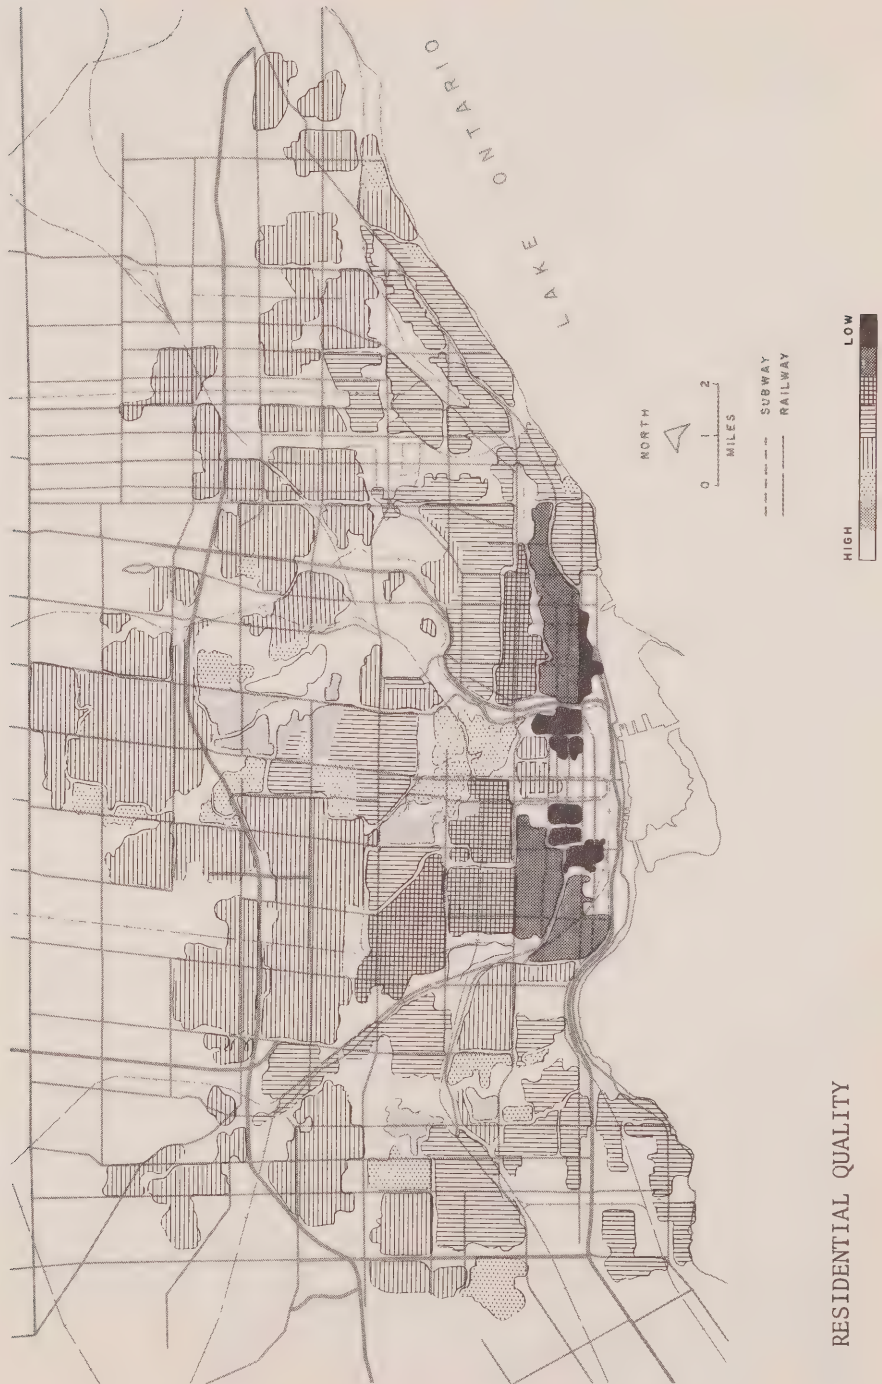 LAKE ONTARIO
NORTH
0 1 2
MILES
SUBWAY
RAILWAY
HIGH LOW
RESIDENTIAL QUALITY